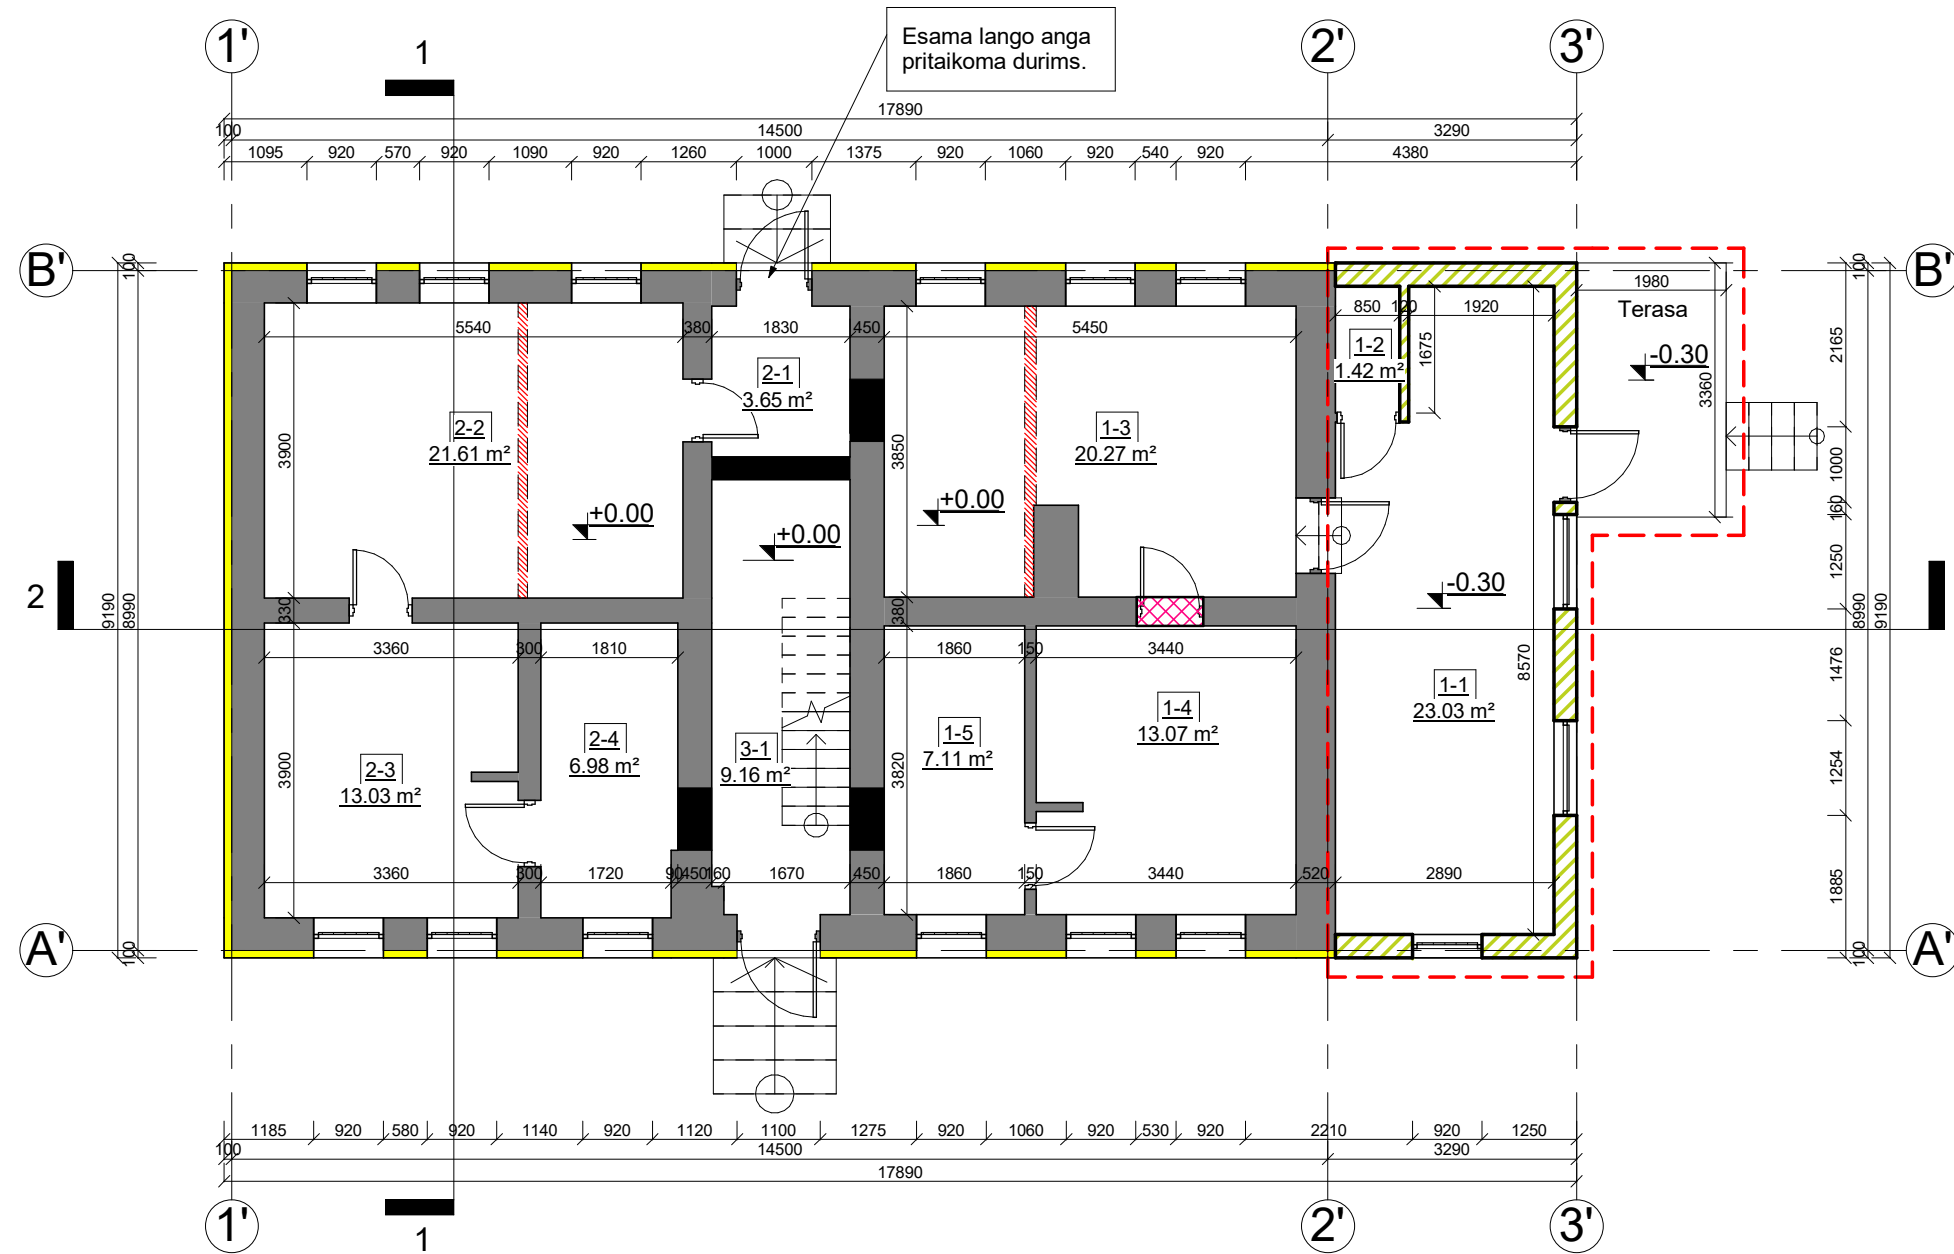 1'
1
Esama lango anga
pritaikoma durims.
2'
3'
17890
100 14500 3290
1095 920 570 920 1090 920 1260 1000 1375 920 1060 920 540 920 4380
B'
B'
100
100
1980
Terasa
5540 380 1830 450 5450
850 120 1920
1-2
1.42 m²
1675
-0.30
3360
2165
2-1
3.65 m²
2-2
21.61 m²
1-3
20.27 m²
3900
3850
1000
160
+0.00
+0.00
+0.00
1250
-0.30
2
9190
8990
330
380
8990
9190
3360 300 1810
1860 150 3440
8570
1476
1-1
23.03 m²
1-4
13.07 m²
2-4
6.98 m²
3-1
9.16 m²
1-5
7.11 m²
2-3
13.03 m²
3900
3820
1254
3360 300 1720 90 450 160 1670 450 1860 150 3440 520 2890
1885
A'
A'
100
100
1185 920 580 920 1140 920 1120 1100 1275 920 1060 920 530 920 2210 920 1250
100 14500 3290
17890
1'
1
2'
3'